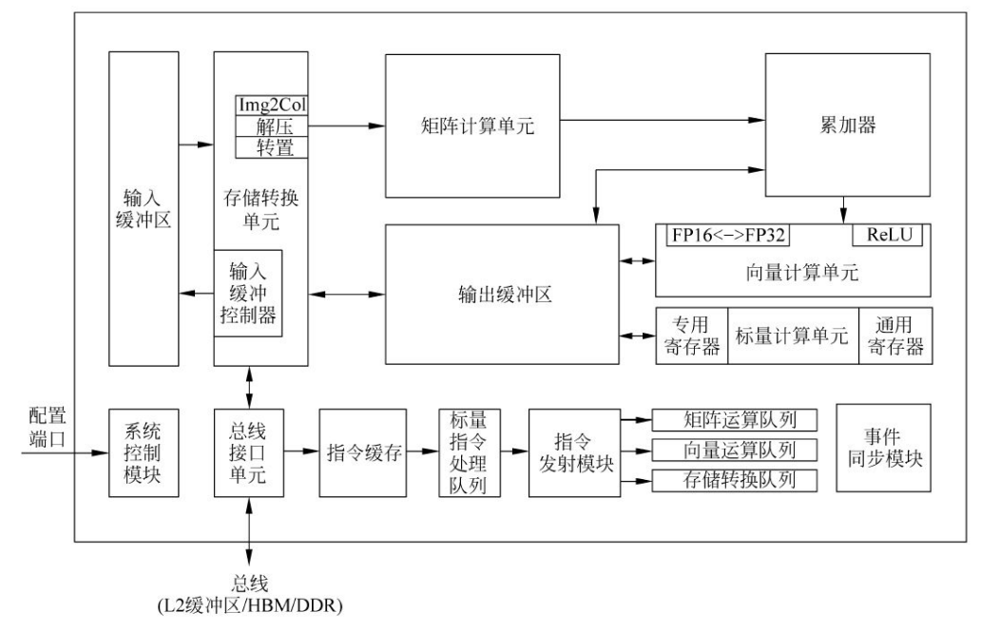 Img2Col
解压
转置
矩阵计算单元
累加器
输入
缓冲区
存储转换
单元
FP16<->FP32
ReLU
向量计算单元
输入
缓冲
控制器
输出缓冲区
专用
寄存器
标量计算单元
通用
寄存器
配置
端口
系统
控制
模块
总线
接口
单元
指令缓存
标量
指令
处理
队列
指令
发射模块
矩阵运算队列
向量运算队列
存储转换队列
事件
同步模块
总线
(L2缓冲区/HBM/DDR)